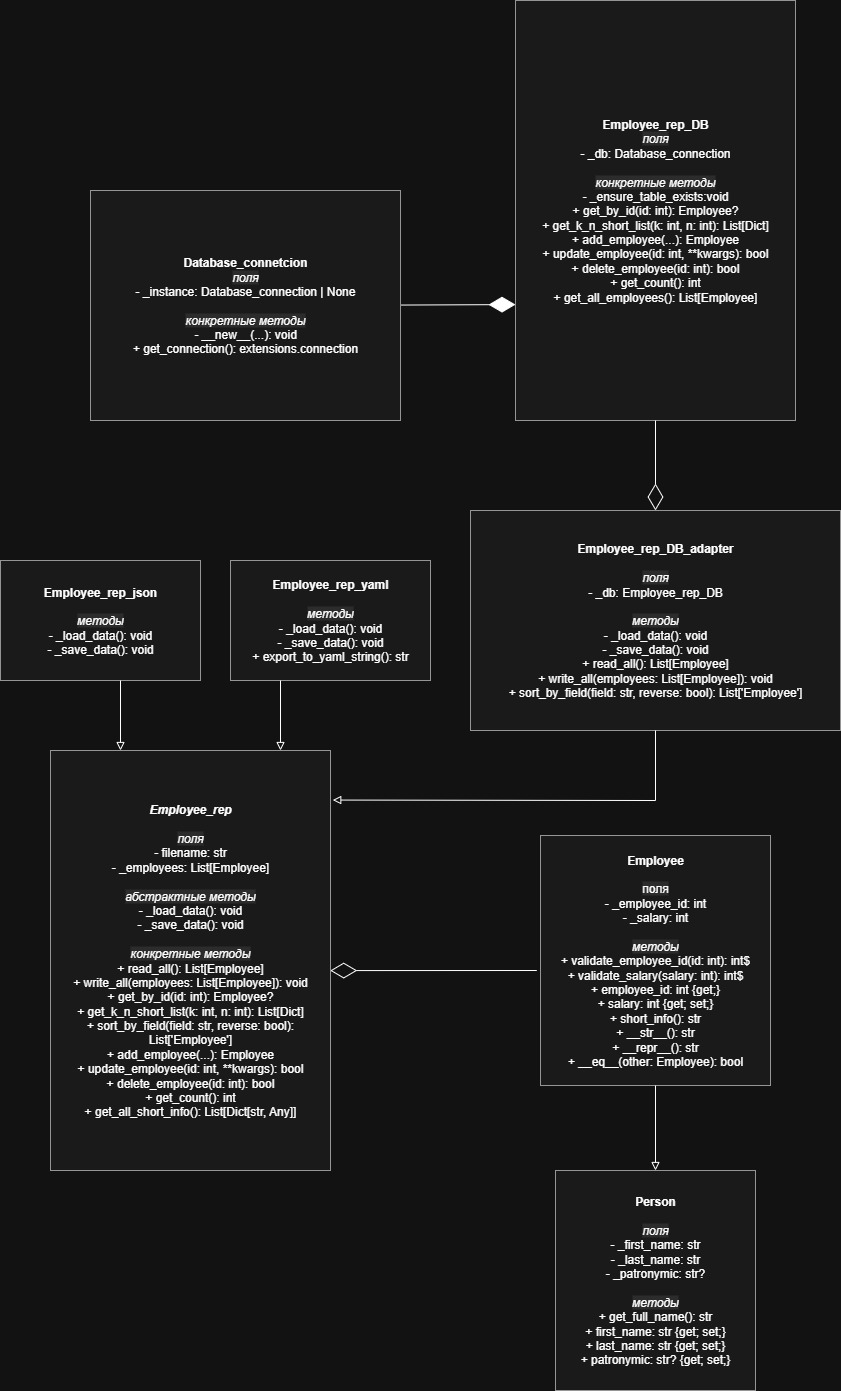 Employee_rep_DB
поля
- _db: Database_connection
конкретные методы
- _ensure_table_exists:void
+ get_by_id(id: int): Employee?
+ get_k_n_short_list(k: int, n: int): List[Dict]
+ add_employee(...): Employee
+ update_employee(id: int, **kwargs): bool
+ delete_employee(id: int): bool
+ get_count(): int
+ get_all_employees(): List[Employee]
Database_connetcion
поля
- _instance: Database_connection | None
конкретные методы
- __new__(...): void
+ get_connection(): extensions.connection
Employee_rep_DB_adapter
поля
- _db: Employee_rep_DB
методы
- _load_data(): void
- _save_data(): void
+ read_all(): List[Employee]
+ write_all(employees: List[Employee]): void
+ sort_by_field(field: str, reverse: bool): List['Employee']
Employee_rep_json
методы
- _load_data(): void
- _save_data(): void
Employee_rep_yaml
методы
- _load_data(): void
- _save_data(): void
+ export_to_yaml_string(): str
Employee_rep
поля
- filename: str
- _employees: List[Employee]
абстрактные методы
- _load_data(): void
- _save_data(): void
конкретные методы
+ read_all(): List[Employee]
+ write_all(employees: List[Employee]): void
+ get_by_id(id: int): Employee?
+ get_k_n_short_list(k: int, n: int): List[Dict]
+ sort_by_field(field: str, reverse: bool):
List['Employee']
+ add_employee(...): Employee
+ update_employee(id: int, **kwargs): bool
+ delete_employee(id: int): bool
+ get_count(): int
+ get_all_short_info(): List[Dict[str, Any]]
Employee
поля
- _employee_id: int
- _salary: int
методы
+ validate_employee_id(id: int): int$
+ validate_salary(salary: int): int$
+ employee_id: int {get;}
+ salary: int {get; set;}
+ short_info(): str
+ __str__(): str
+ __repr__(): str
+ __eq__(other: Employee): bool
Person
поля
- _first_name: str
- _last_name: str
- _patronymic: str?
методы
+ get_full_name(): str
+ first_name: str {get; set;}
+ last_name: str {get; set;}
+ patronymic: str? {get; set;}